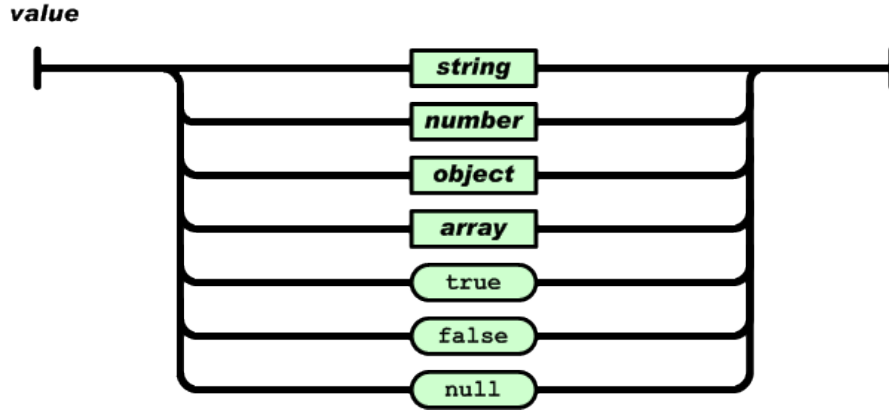 value
string
number
object
array
true
false
null